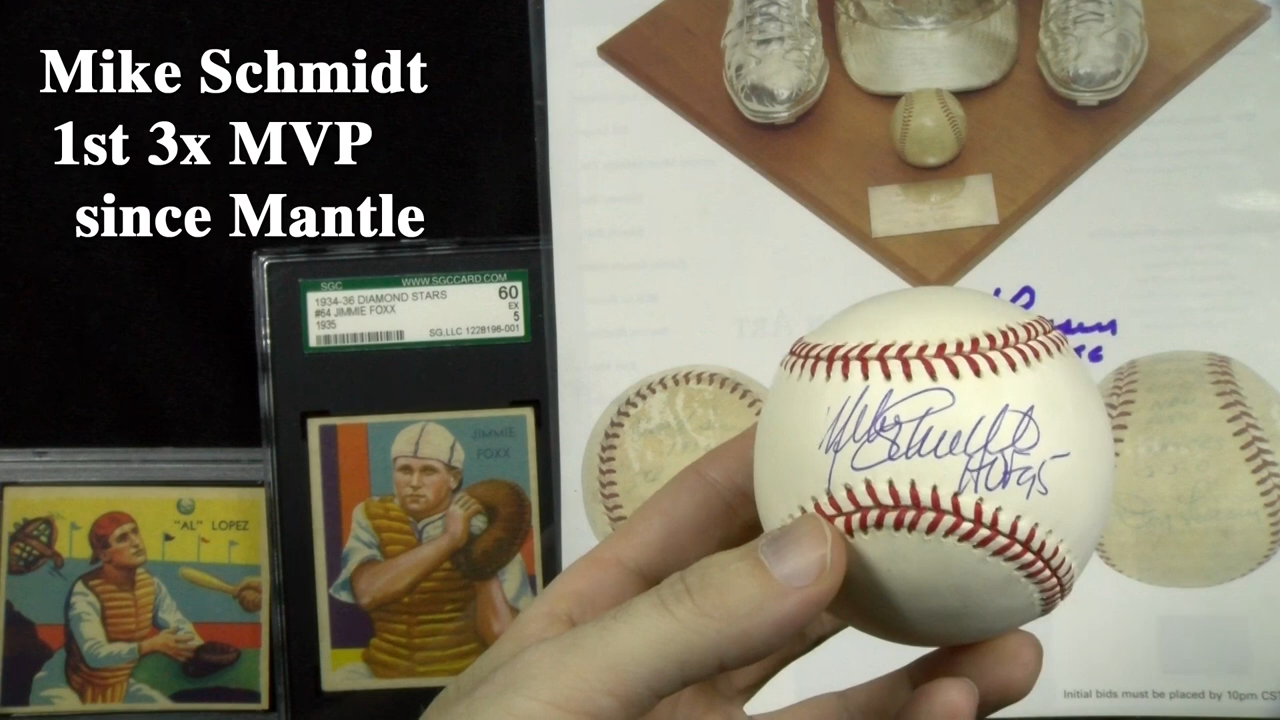 Mike Schmidt
1st 3x MVP
since Mantle
SGC WWW.SGCCARD.COM
1934-36 DIAMOND STARS 60
#64 JIMMIE FOXX EX
1935 5
SG,LLC 1228196-001
JIMMIE
FOXX
"AL" LOPEZ
Mike Schmidt
HOF 95
Initial bids must be placed by 10pm CST